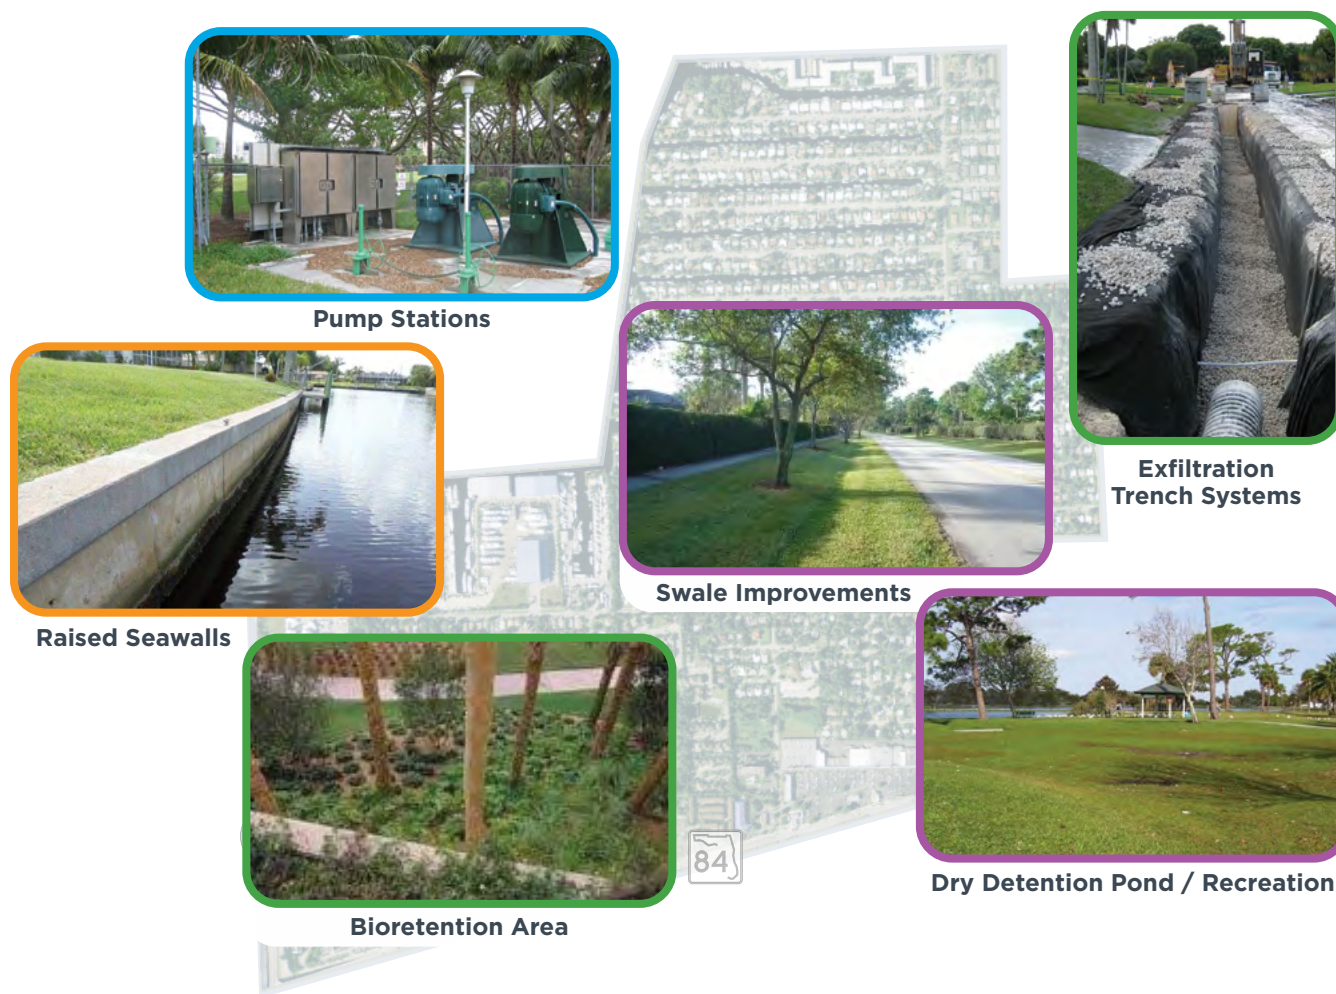 Pump Stations
Exfiltration
Trench Systems
Swale Improvements
Raised Seawalls
84
Dry Detention Pond / Recreation
Bioretention Area